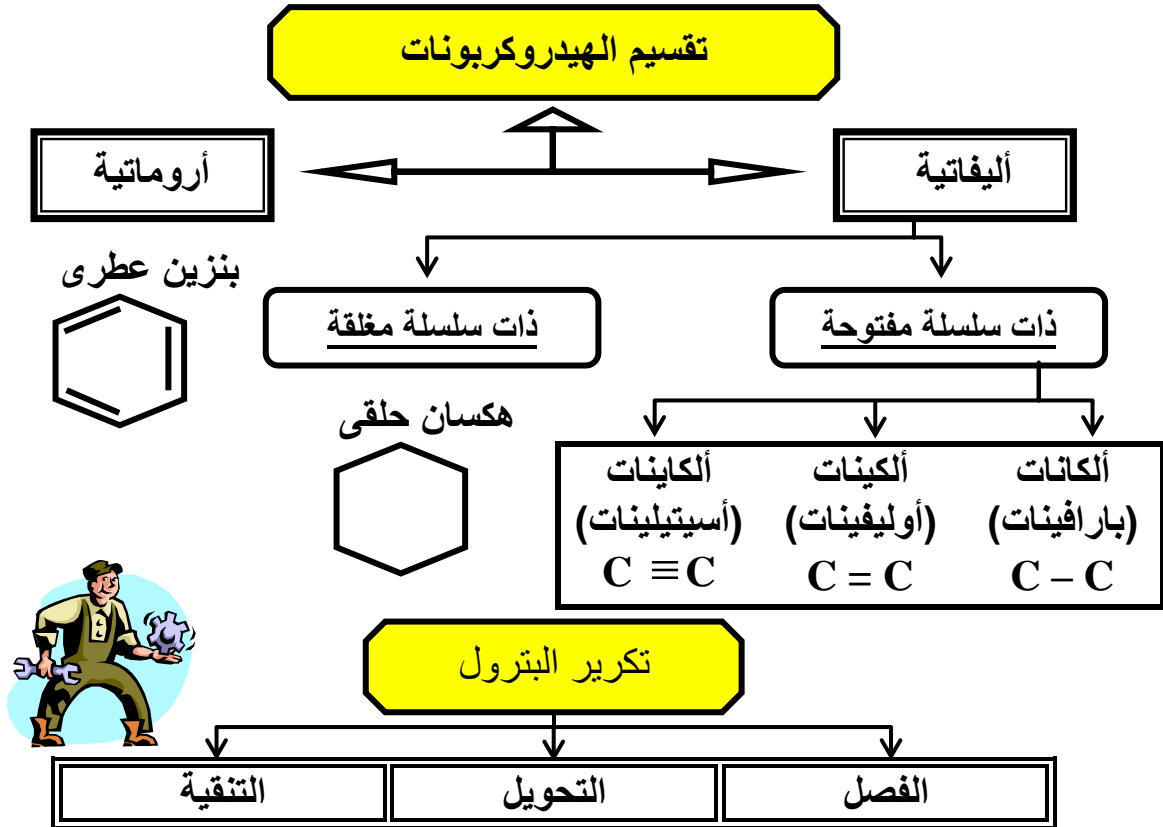 تقسيم الهيدروكربونات
أليفاتية
أروماتية
بنزين عطرى
ذات سلسلة مفتوحة
ذات سلسلة مغلقة
هكسان حلقى
ألكانات
(بارافينات)
C – C
ألكينات
(أوليفينات)
C = C
ألكاينات
(أسيتيلينات)
C ≡ C
تكرير البترول
الفصل
التحويل
التنقية